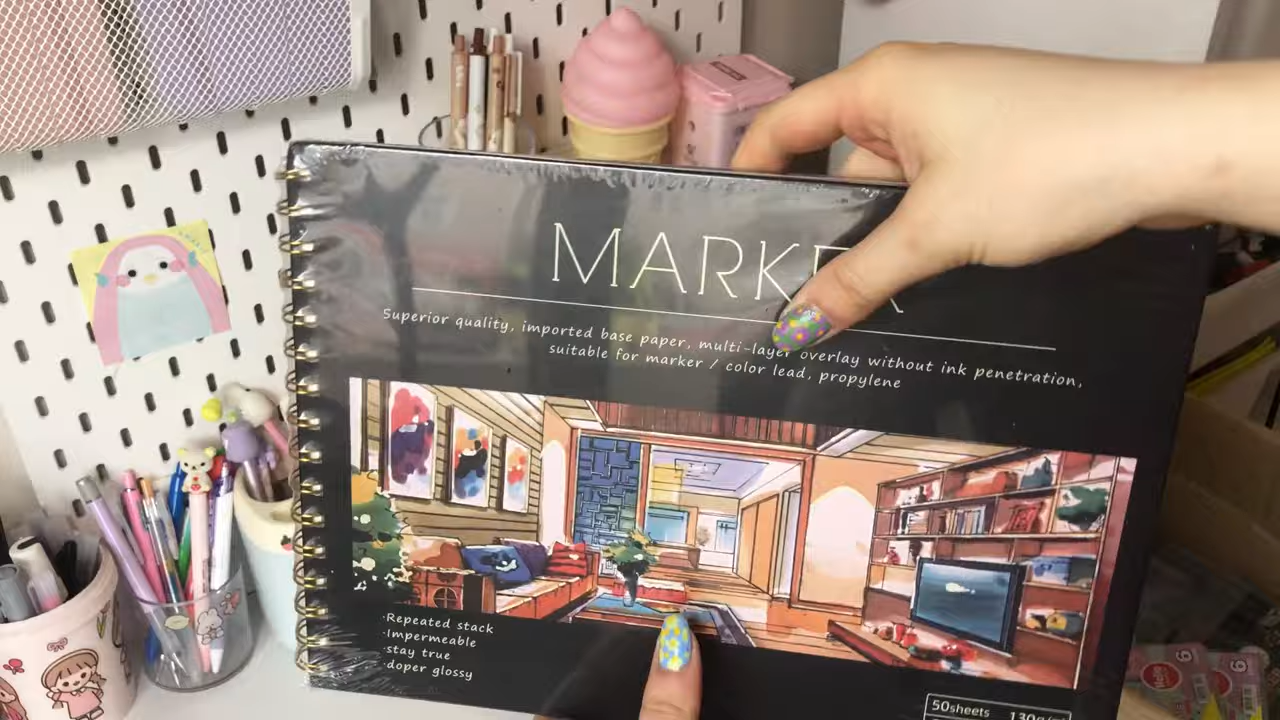 MARKER
Superior quality, imported base paper, multi-layer overlay without ink penetration,
suitable for marker / color lead, propylene
·Repeated stack
·Impermeable
·stay true
·doper glossy
50sheets